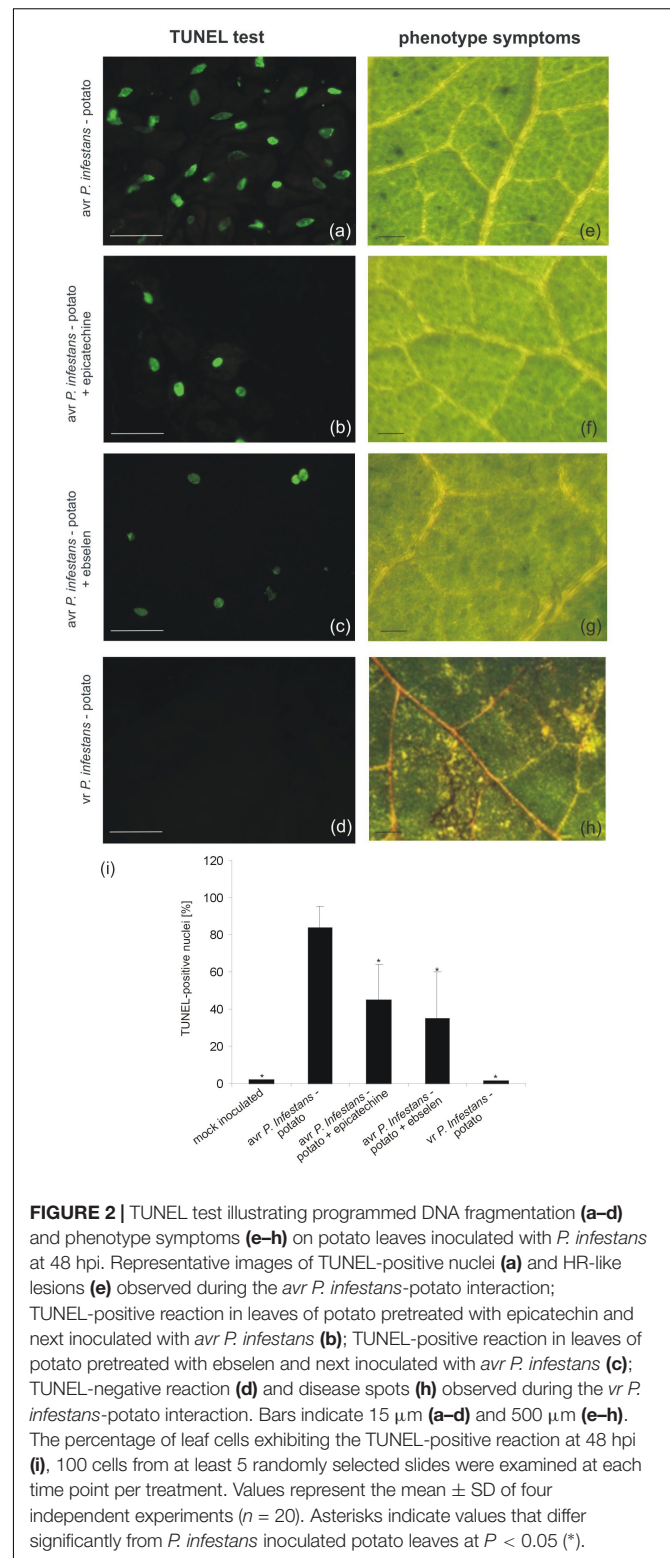 TUNEL test
phenotype symptoms
avr P. infestans - potato
(a)
(e)
avr P. infestans - potato
+ epicatechine
(b)
(f)
avr P. infestans - potato
+ ebselen
(c)
(g)
vr P. infestans - potato
(d)
(h)
(i)
TUNEL-positive nuclei [%]
120
100
80
60
40
20
0
*
*
*
*
mock inoculated
avr P. Infestans -
potato
avr P. Infestans -
potato + epicatechine
avr P. Infestans -
potato + ebselen
vr P. Infestans -
potato
FIGURE 2 | TUNEL test illustrating programmed DNA fragmentation (a–d)
and phenotype symptoms (e–h) on potato leaves inoculated with P. infestans
at 48 hpi. Representative images of TUNEL-positive nuclei (a) and HR-like
lesions (e) observed during the avr P. infestans-potato interaction;
TUNEL-positive reaction in leaves of potato pretreated with epicatechin and
next inoculated with avr P. infestans (b); TUNEL-positive reaction in leaves of
potato pretreated with ebselen and next inoculated with avr P. infestans (c);
TUNEL-negative reaction (d) and disease spots (h) observed during the vr P.
infestans-potato interaction. Bars indicate 15 μm (a–d) and 500 μm (e–h).
The percentage of leaf cells exhibiting the TUNEL-positive reaction at 48 hpi
(i), 100 cells from at least 5 randomly selected slides were examined at each
time point per treatment. Values represent the mean ± SD of four
independent experiments (n = 20). Asterisks indicate values that differ
significantly from P. infestans inoculated potato leaves at P < 0.05 (*).